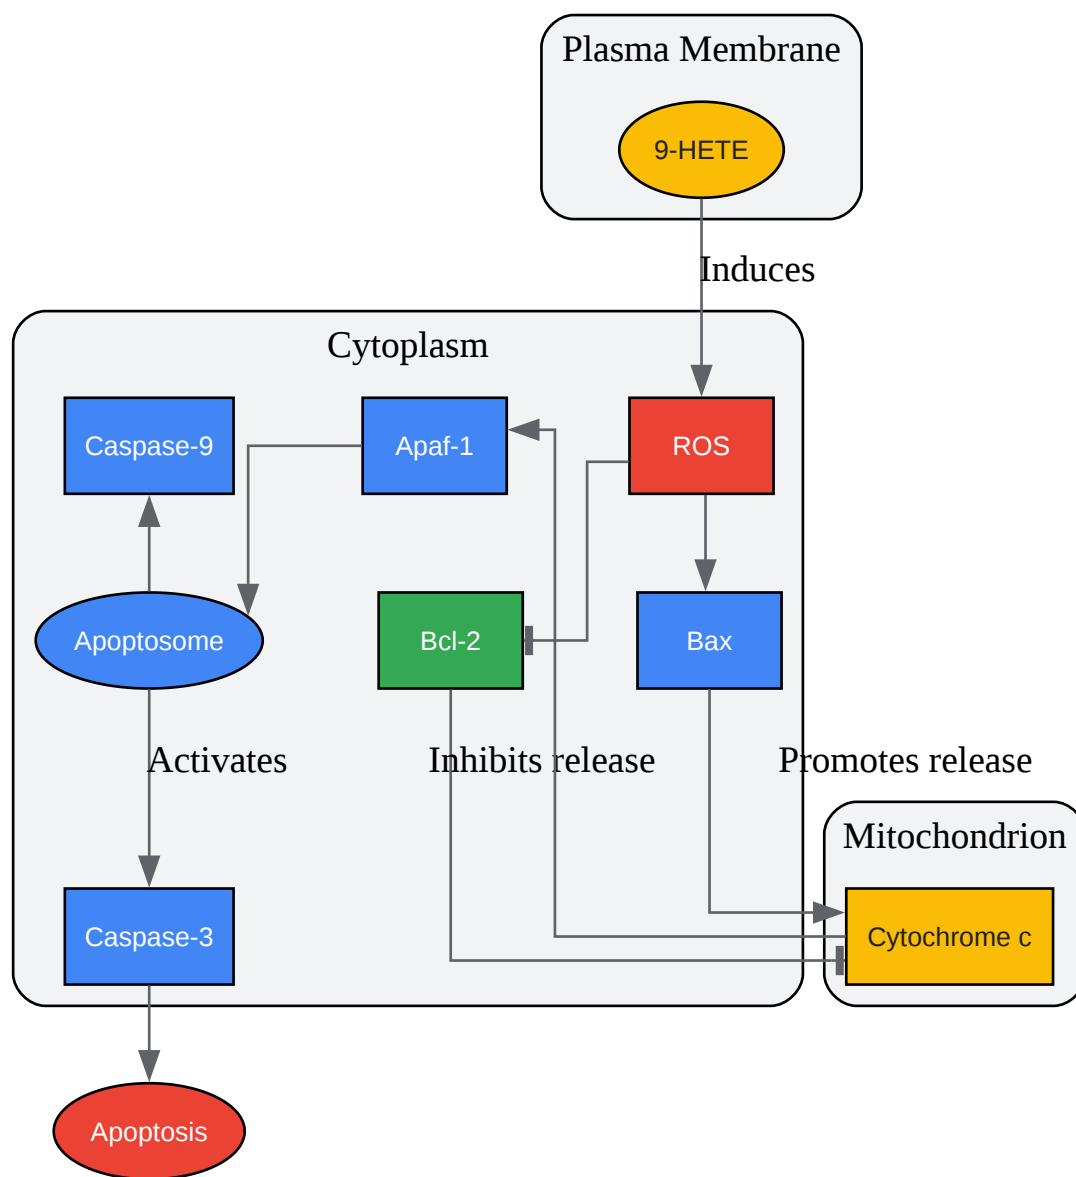 Plasma Membrane
9-HETE
Induces
Cytoplasm
Caspase-9
Apaf-1
ROS
Apoptosome
Bcl-2
Bax
Activates
Inhibits release
Promotes release
Mitochondrion
Caspase-3
Cytochrome c
Apoptosis